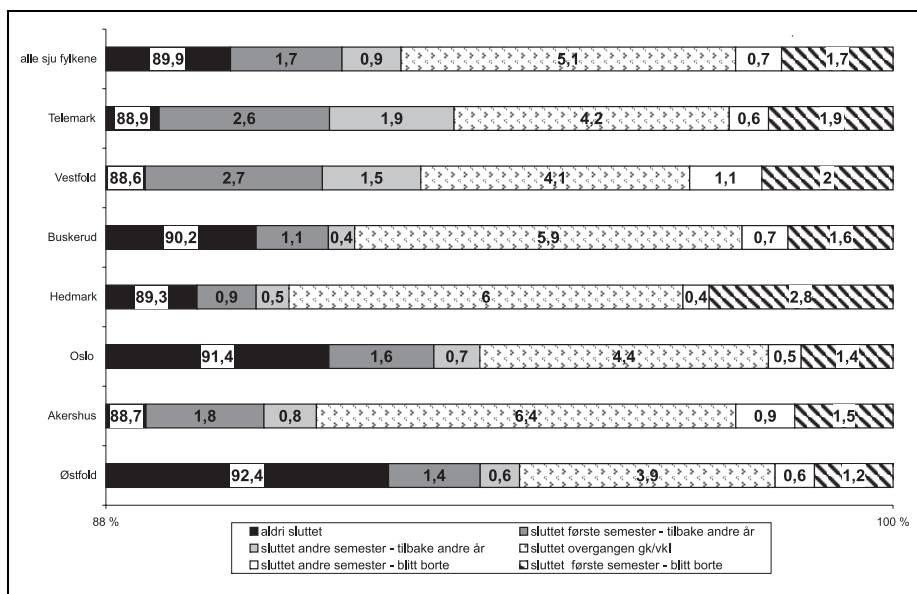 alle sju fylkene 89,9 1,7 0,9 5,1 0,7 1,7
Telemark 88,9 2,6 1,9 4,2 0,6 1,9
Vestfold 88,6 2,7 1,5 4,1 1,1 2
Buskerud 90,2 1,1 0,4 5,9 0,7 1,6
Hedmark 89,3 0,9 0,5 6 0,4 2,8
Oslo 91,4 1,6 0,7 4,4 0,5 1,4
Akershus 88,7 1,8 0,8 6,4 0,9 1,5
Østfold 92,4 1,4 0,6 3,9 0,6 1,2
88 % 100 %
aldri sluttet sluttet første semester - tilbake andre år
sluttet andre semester - tilbake andre år sluttet overgangen gk/vkI
sluttet andre semester - blitt borte sluttet første semester - blitt borte